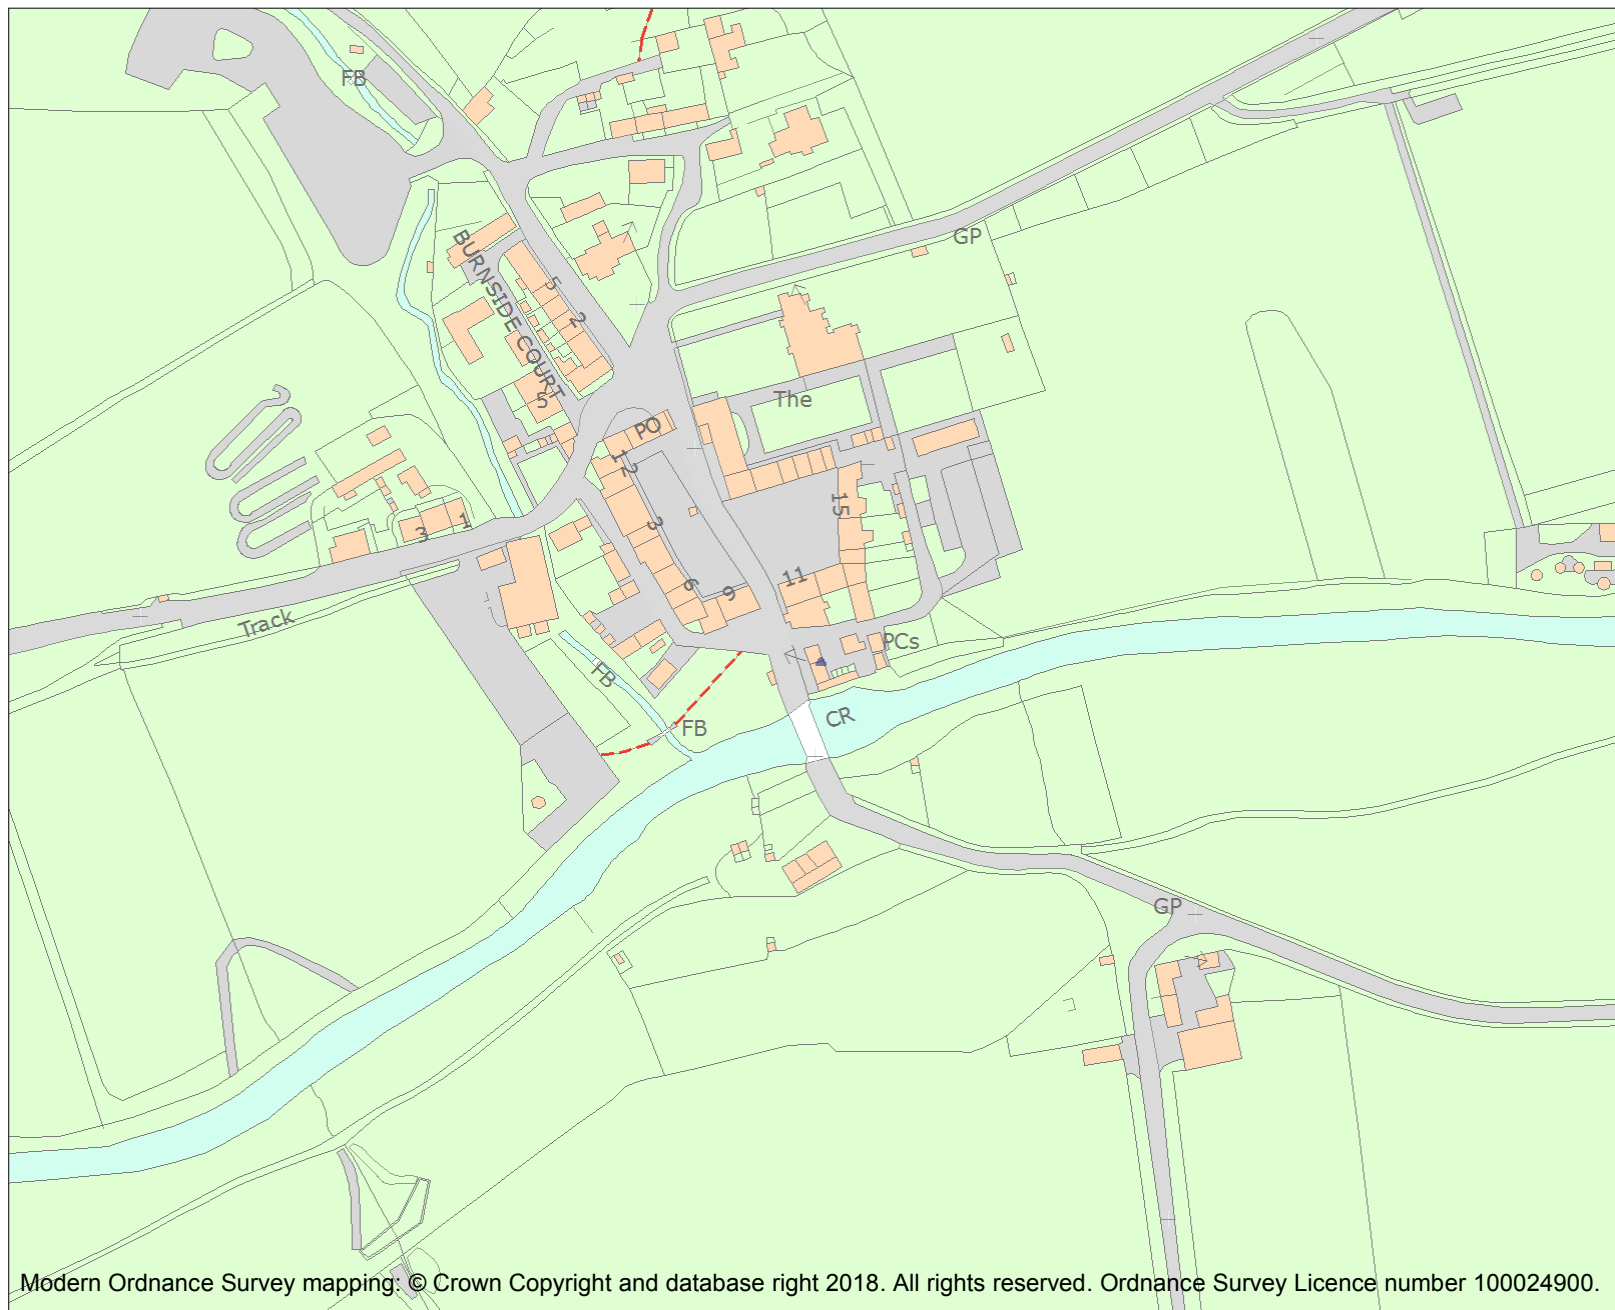 FB
BURNSIDE COURT
GP
5
2
The
5
PO
12
15
3
1
3
11
6
9
Track
PCs
FB
FB
CR
GP
Modern Ordnance Survey mapping: © Crown Copyright and database right 2018. All rights reserved. Ordnance Survey Licence number 100024900.